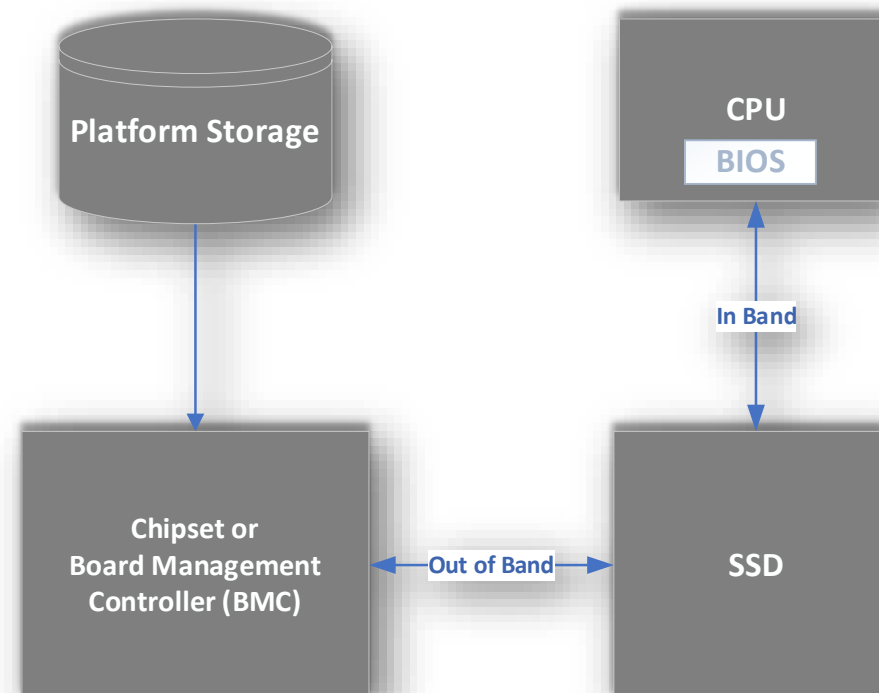 Platform Storage
CPU
BIOS
In Band
Chipset or
Board Management
Controller (BMC)
Out of Band
SSD